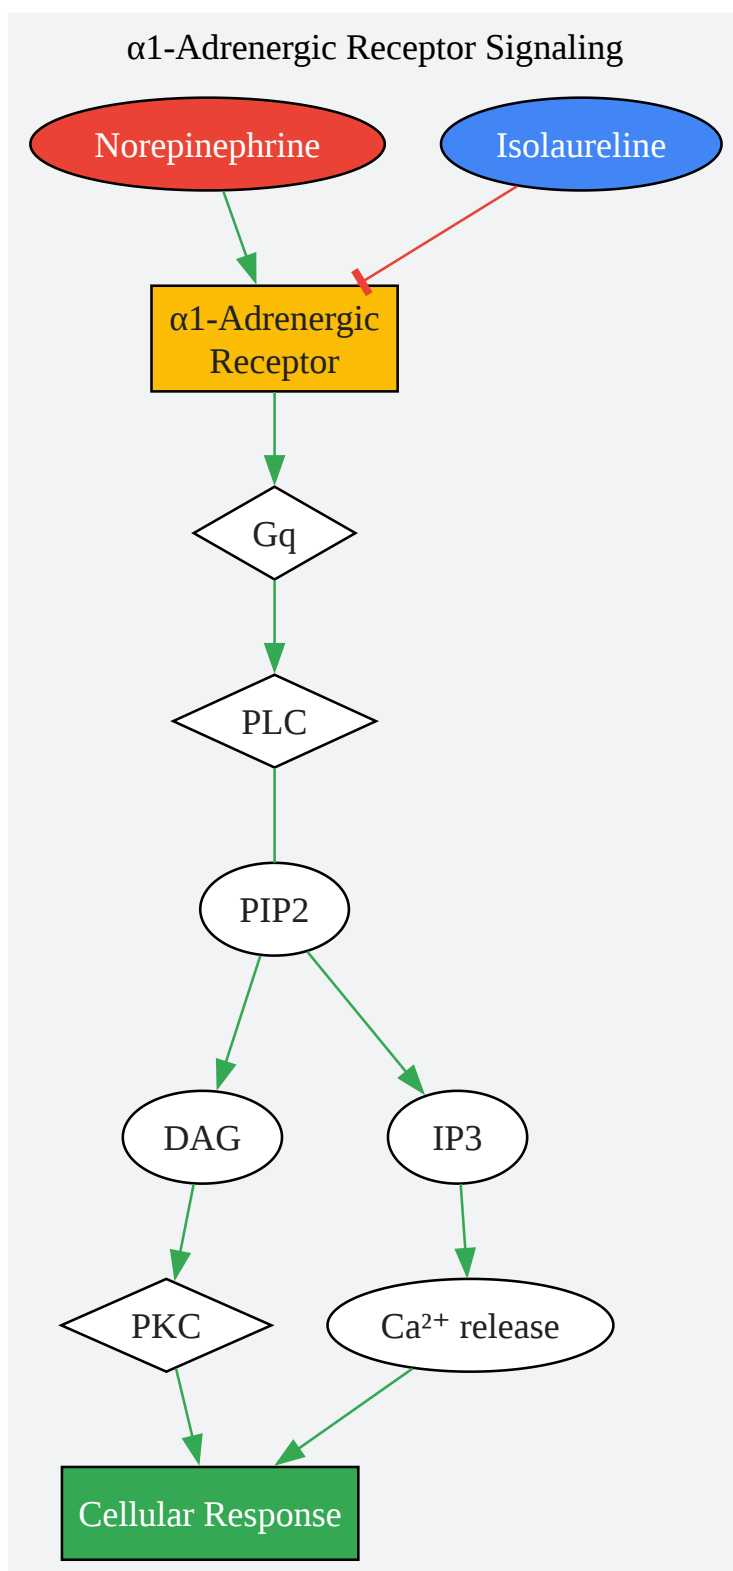 α1-Adrenergic Receptor Signaling
Norepinephrine
Isolaureline
α1-Adrenergic
Receptor
Gq
PLC
PIP2
DAG
IP3
PKC
Ca²⁺ release
Cellular Response